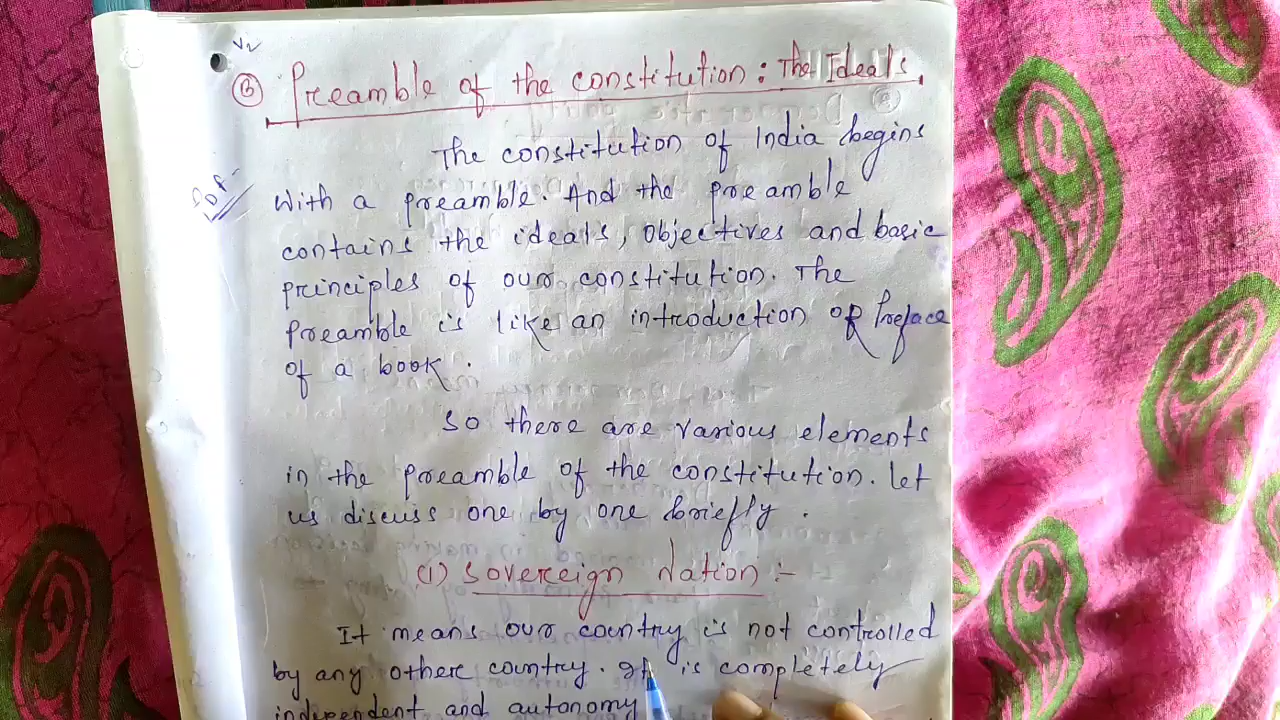 (B) Preamble of the constitution : The Ideals.
The constitution of India begins
with a preamble. And the preamble
contains the ideals, objectives and basic
principles of our constitution. The
preamble is like an introduction of Preface
of a book.
So there are various elements
in the preamble of the constitution. let
us discuss one by one briefly.
(1) Sovereign Nation :-
It means our country is not controlled
by any other country. It is completely
independent and autonomy